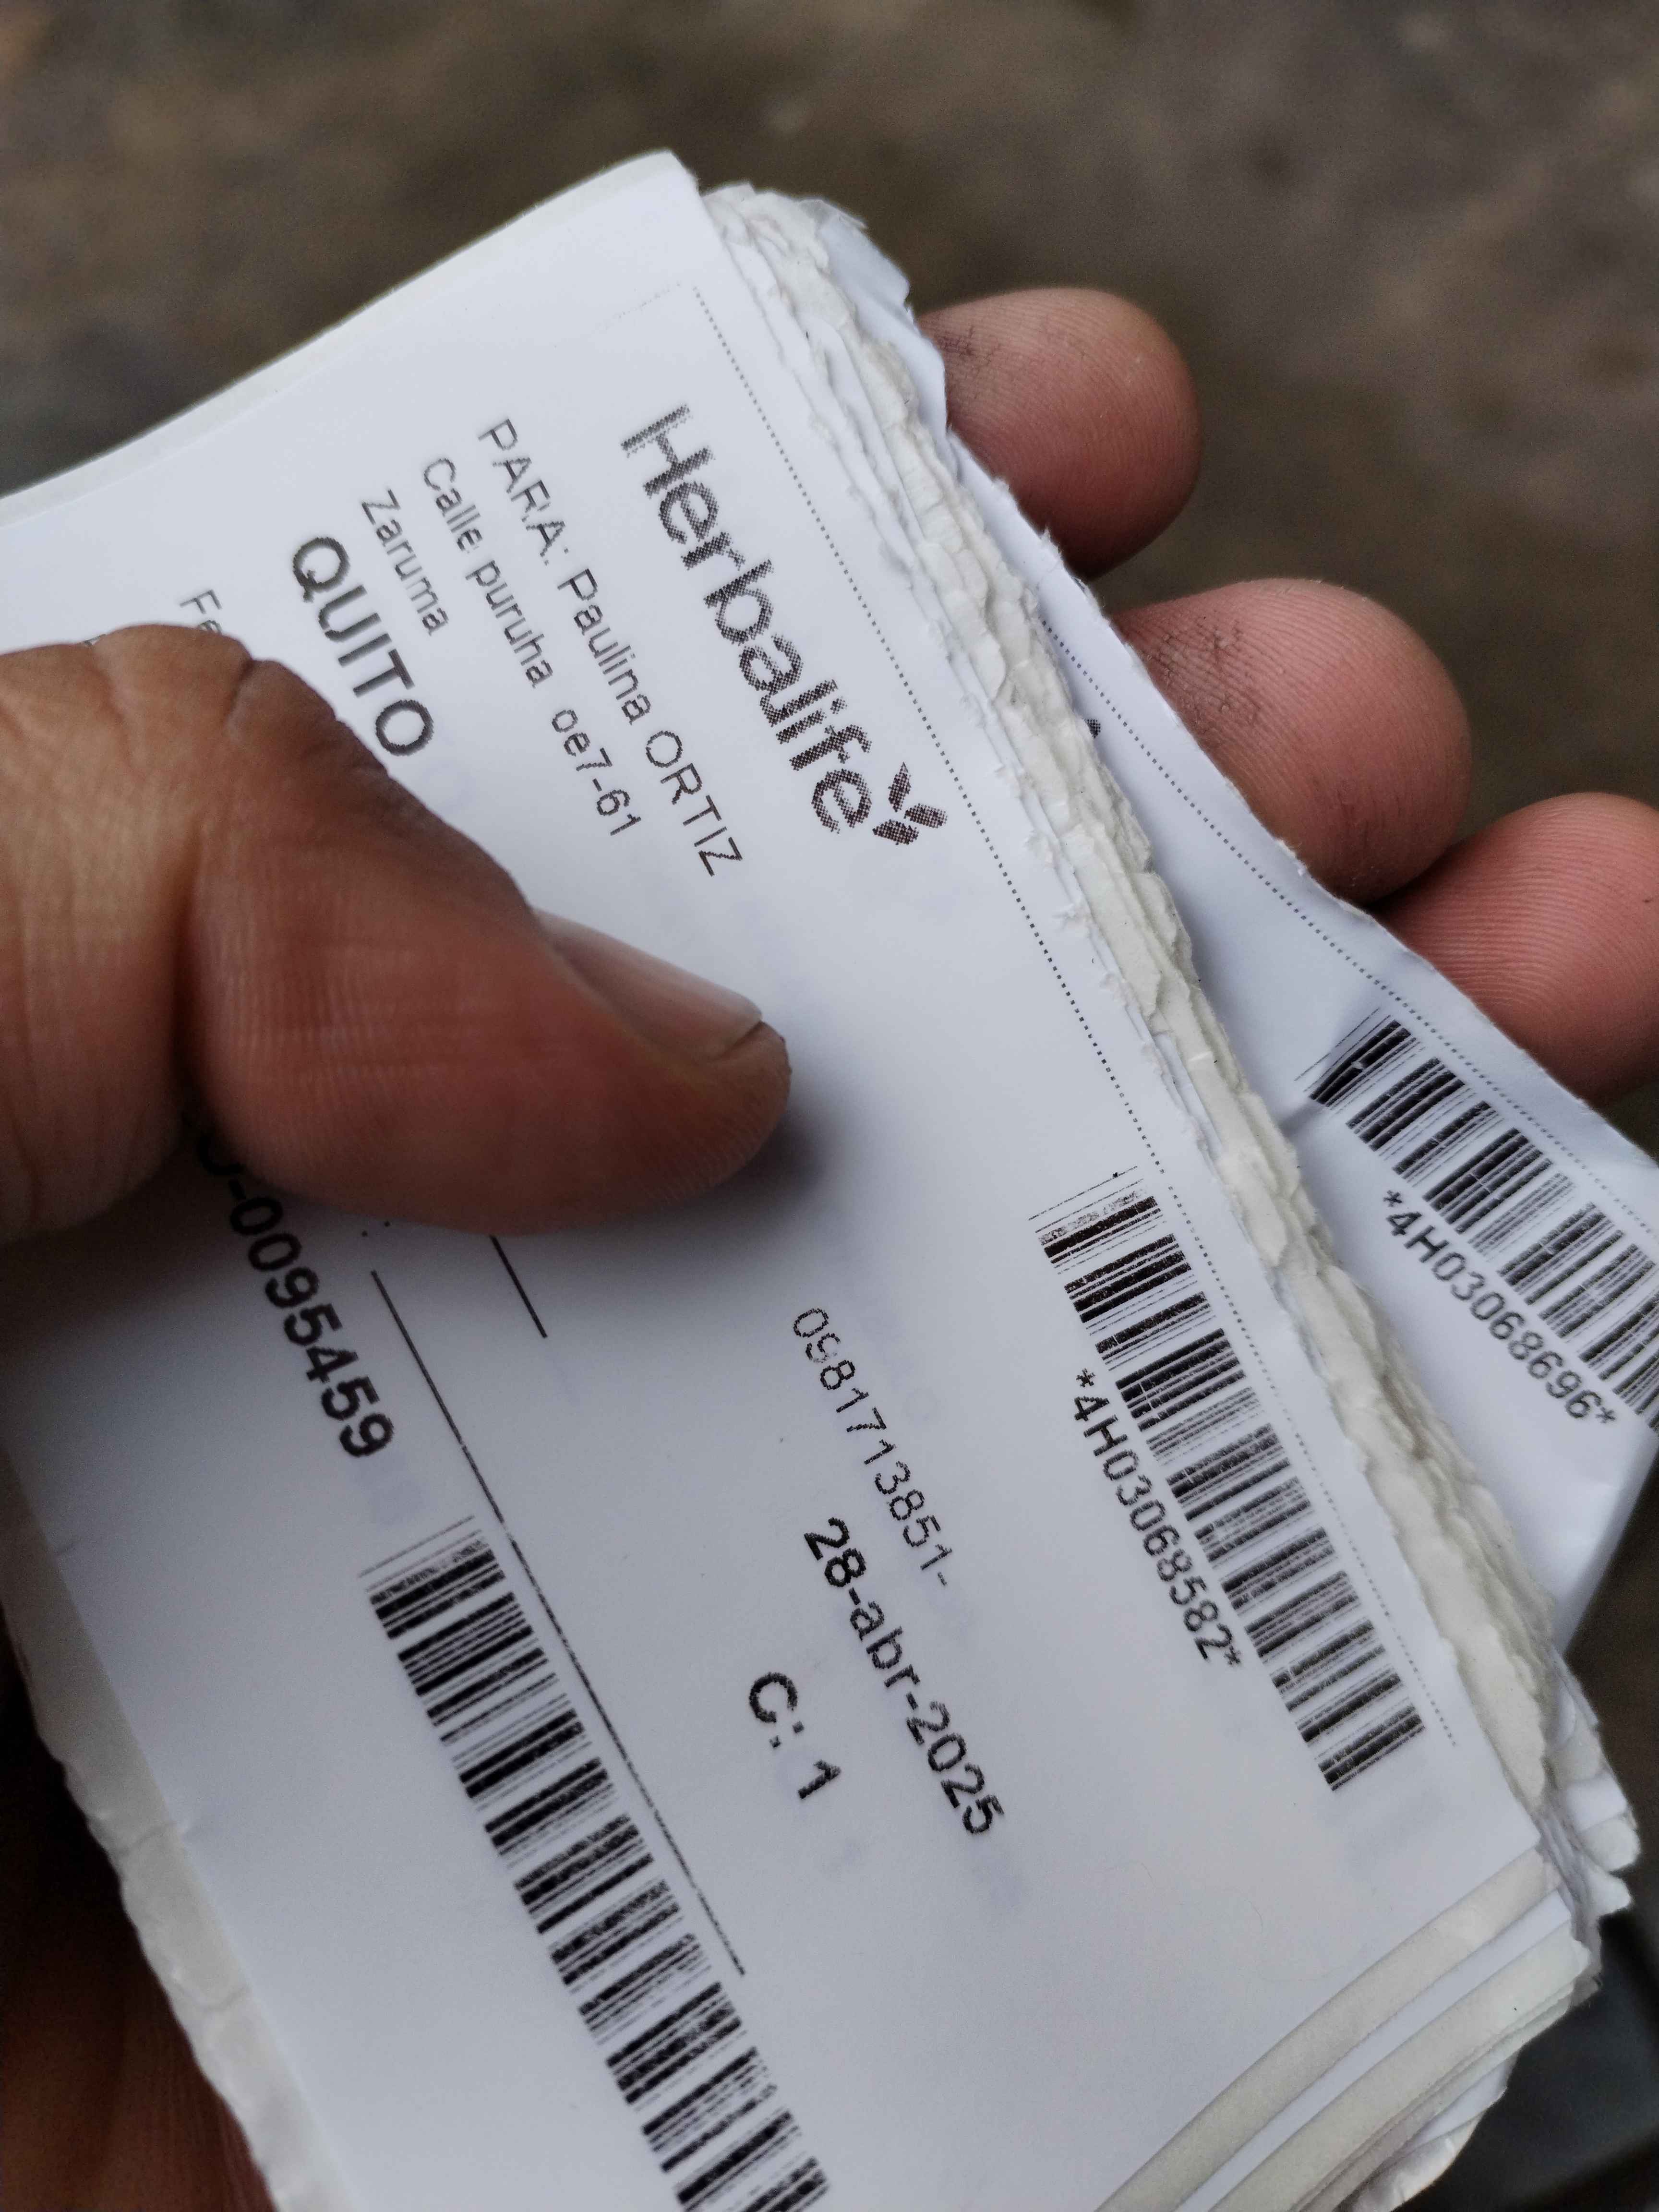 Herbalife
*4H03068582*
PARA: Paulina ORTIZ
0981713851-
Calle puruha oe7-61
28-abr-2025
Zaruma
QUITO
C: 1
-0095459
*4H03068696*